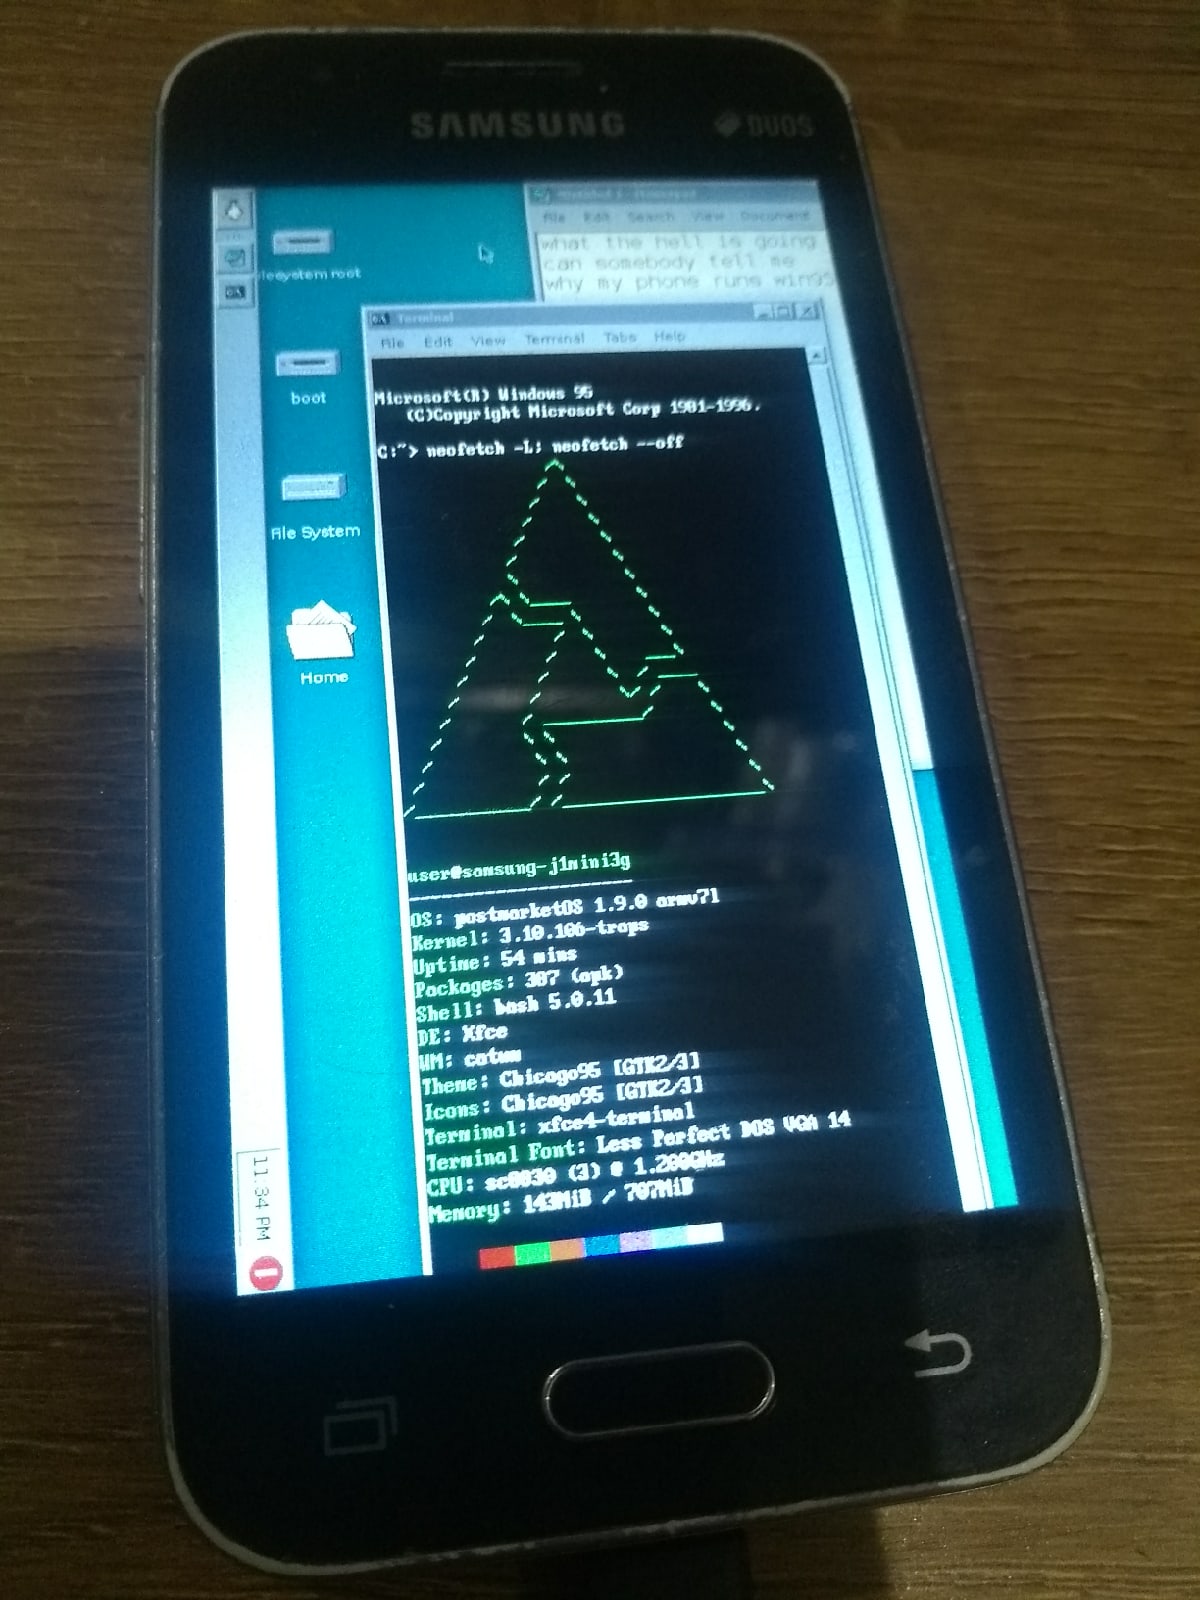 SAMSUNG
DUOS
File Edit Search View Document
what the hell is going
can somebody tell me
why my phone runs win95
lesystem root
boot
File System
Home
Terminal
File Edit View Terminal Tabs Help
Microsoft(R) Windows 95
(C)Copyright Microsoft Corp 1981-1996.
C:~> neofetch -L; neofetch --off
user@samsung-j1mini3g
OS: postmarketOS 1.9.0 armv7l
Kernel: 3.10.106-traps
Uptime: 54 mins
Packages: 387 (apk)
Shell: bash 5.0.11
DE: Xfce
WM: catwm
Theme: Chicago95 [GTK2/3]
Icons: Chicago95 [GTK2/3]
Terminal: xfce4-terminal
Terminal Font: Less Perfect DOS VGA 14
CPU: sc8830 (3) @ 1.200GHz
Memory: 143MiB / 707MiB
11:34 PM